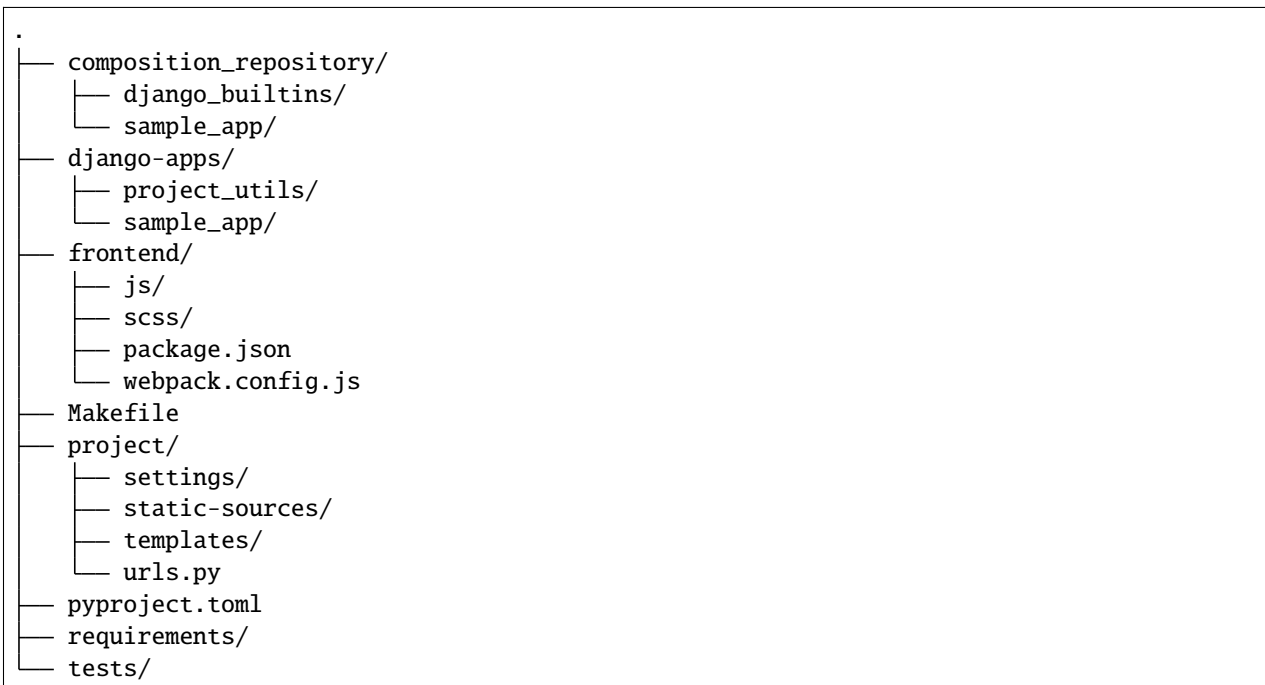 .
├── composition_repository/
│   ├── django_builtins/
│   └── sample_app/
├── django-apps/
│   ├── project_utils/
│   └── sample_app/
├── frontend/
│   ├── js/
│   ├── scss/
│   ├── package.json
│   └── webpack.config.js
├── Makefile
├── project/
│   ├── settings/
│   ├── static-sources/
│   ├── templates/
│   └── urls.py
├── pyproject.toml
├── requirements/
└── tests/